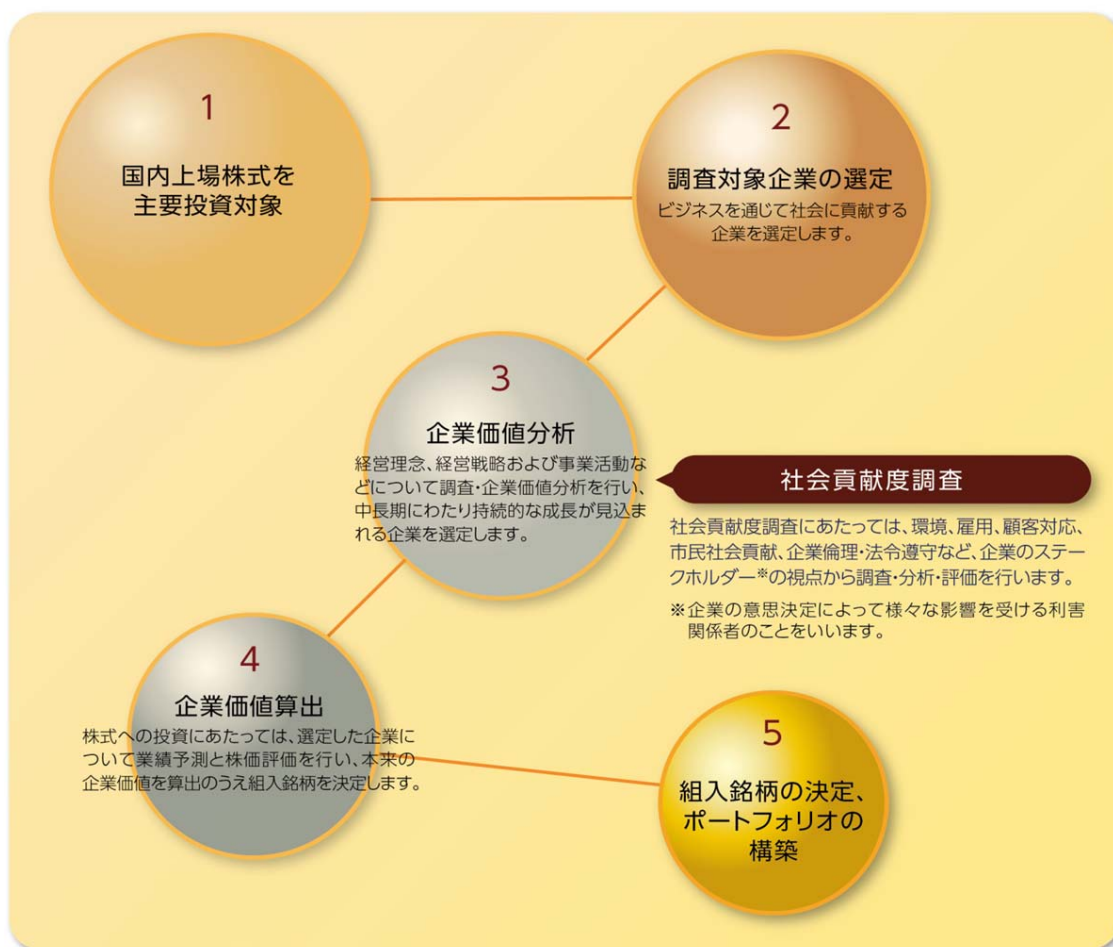 1
国内上場株式を
主要投資対象
2
調査対象企業の選定
ビジネスを通じて社会に貢献する
企業を選定します。
3
企業価値分析
経営理念、経営戦略および事業活動な
どについて調査・企業価値分析を行い、
中長期にわたり持続的な成長が見込ま
れる企業を選定します。
社会貢献度調査
社会貢献度調査にあたっては、環境、雇用、顧客対応、
市民社会貢献、企業倫理・法令遵守など、企業のステー
クホルダー※の視点から調査・分析・評価を行います。
※企業の意思決定によって様々な影響を受ける利害
関係者のことをいいます。
4
企業価値算出
株式への投資にあたっては、選定した企業に
ついて業績予測と株価評価を行い、本来の
企業価値を算出のうえ組入銘柄を決定します。
5
組入銘柄の決定、
ポートフォリオの
構築